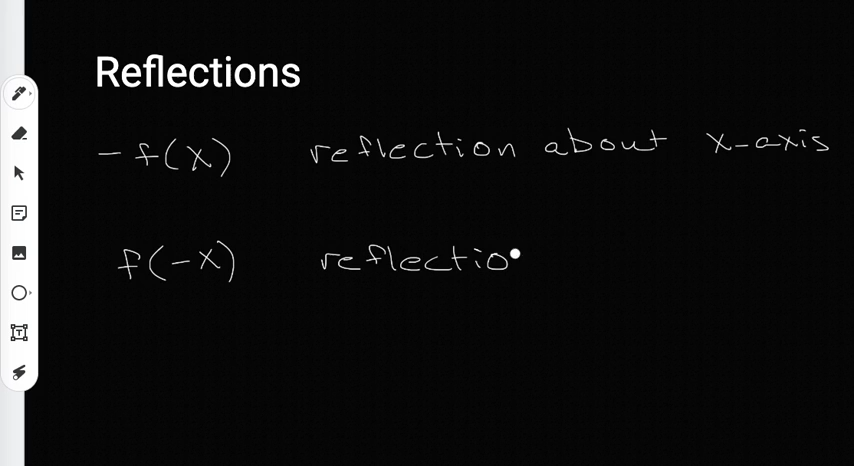 Reflections
-f(x) reflection about x-axis
f(-x) reflectio